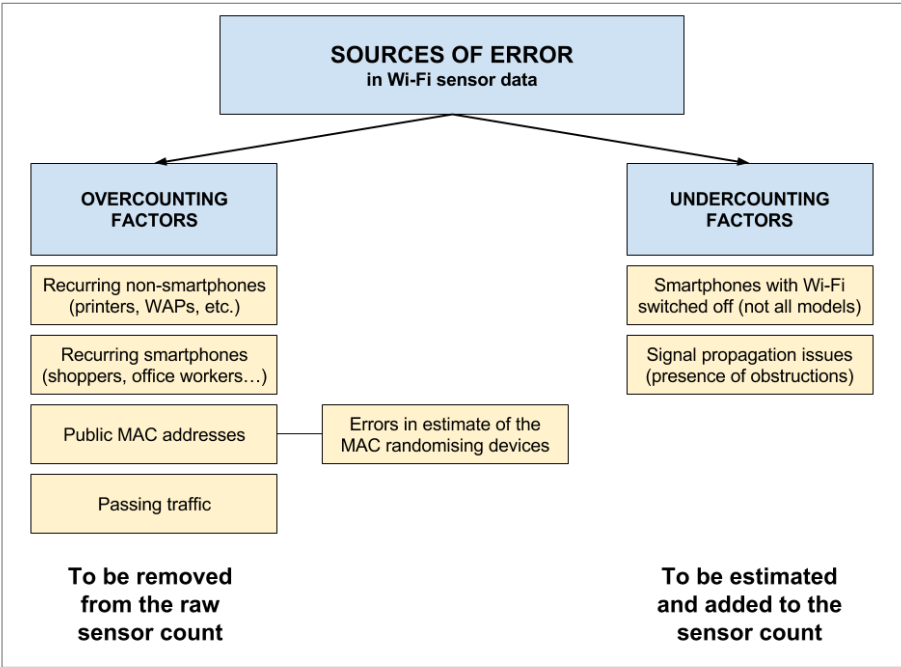 SOURCES OF ERROR
in Wi-Fi sensor data
OVERCOUNTING
FACTORS
Recurring non-smartphones
(printers, WAPs, etc.)
Recurring smartphones
(shoppers, office workers…)
Public MAC addresses
Errors in estimate of the
MAC randomising devices
Passing traffic
To be removed
from the raw
sensor count
UNDERCOUNTING
FACTORS
Smartphones with Wi-Fi
switched off (not all models)
Signal propagation issues
(presence of obstructions)
To be estimated
and added to the
sensor count